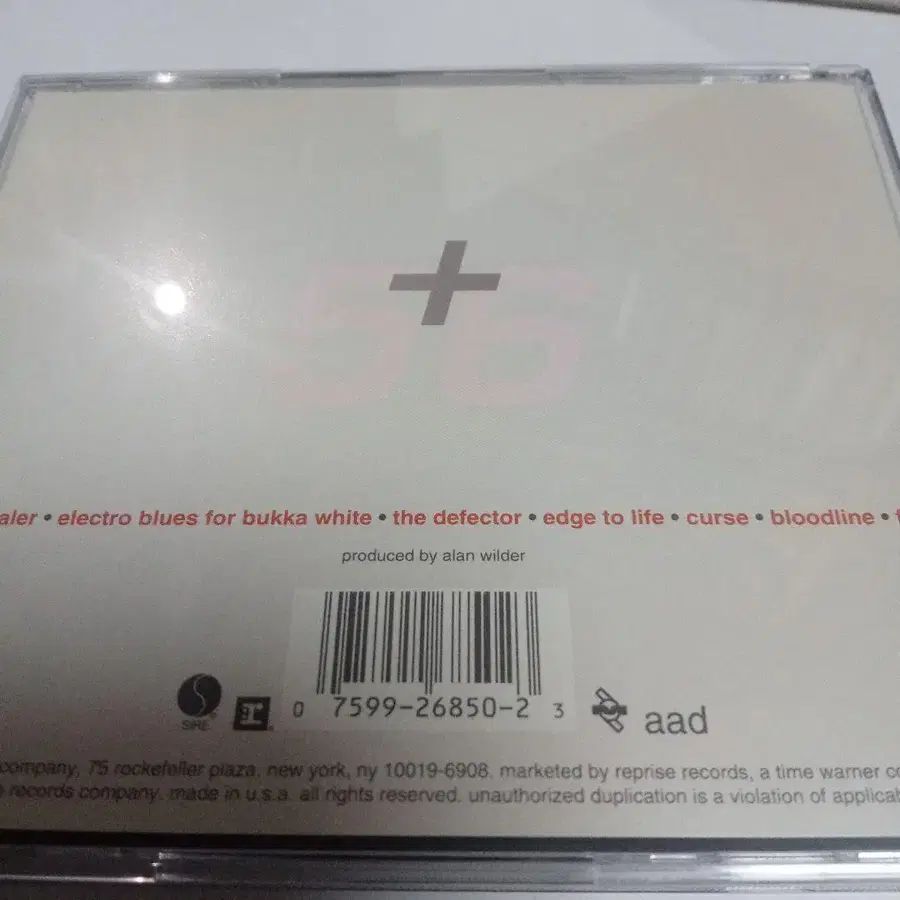 +
56
aler • electro blues for bukka white • the defector • edge to life • curse • bloodline • f
produced by alan wilder
SIRE
r
0 7599-26850-2 3
aad
company, 75 rockefeller plaza, new york, ny 10019-6908. marketed by reprise records, a time warner co
records company. made in u.s.a. all rights reserved. unauthorized duplication is a violation of applicab